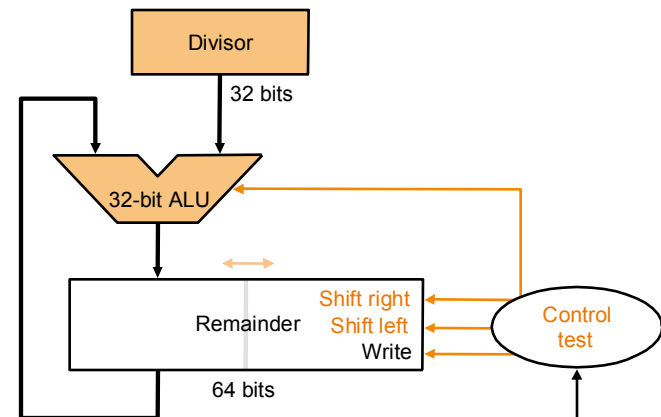 Divisor
32 bits
32-bit ALU
Shift right
Remainder
Shift left
Write
Control
test
64 bits